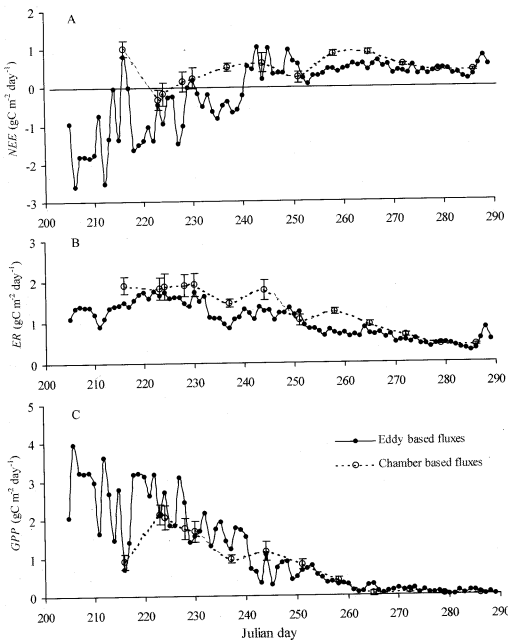 A
2
1
0
-1
-2
-3
NEE (gC m-2 day-1)
200 210 220 230 240 250 260 270 280 290
B
3
2
1
0
ER (gC m-2 day-1)
200 210 220 230 240 250 260 270 280 290
C
5
4
3
2
1
0
GPP (gC m-2 day-1)
Eddy based fluxes
Chamber based fluxes
200 210 220 230 240 250 260 270 280 290
Julian day